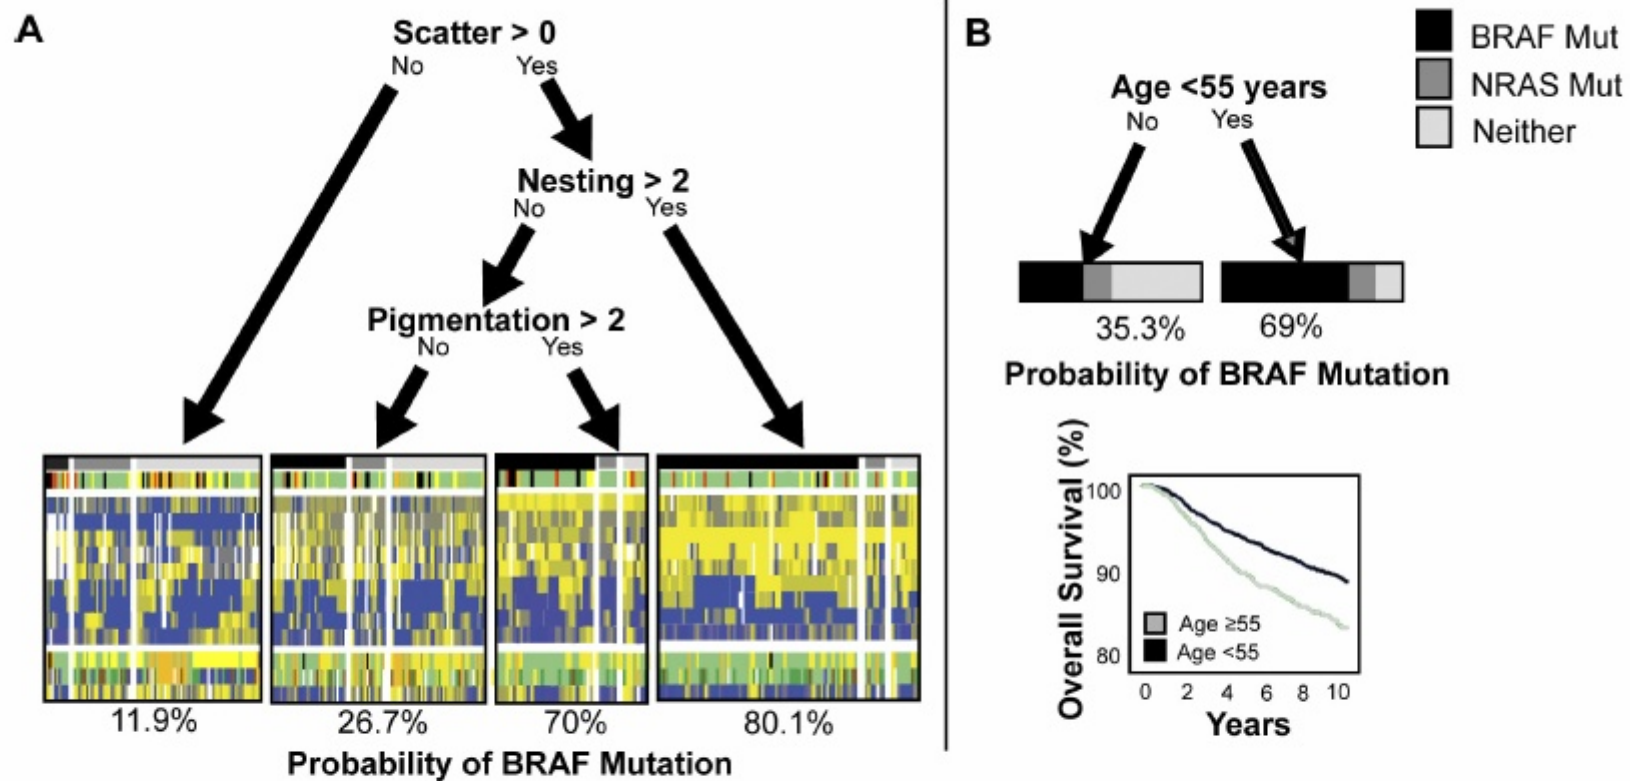 A
Scatter > 0
No Yes
Nesting > 2
No Yes
Pigmentation > 2
No Yes
11.9% 26.7% 70% 80.1%
Probability of BRAF Mutation
B
BRAF Mut
NRAS Mut
Neither
Age <55 years
No Yes
35.3% 69%
Probability of BRAF Mutation
Overall Survival (%)
100
90
80
Age ≥55
Age <55
0 2 4 6 8 10
Years